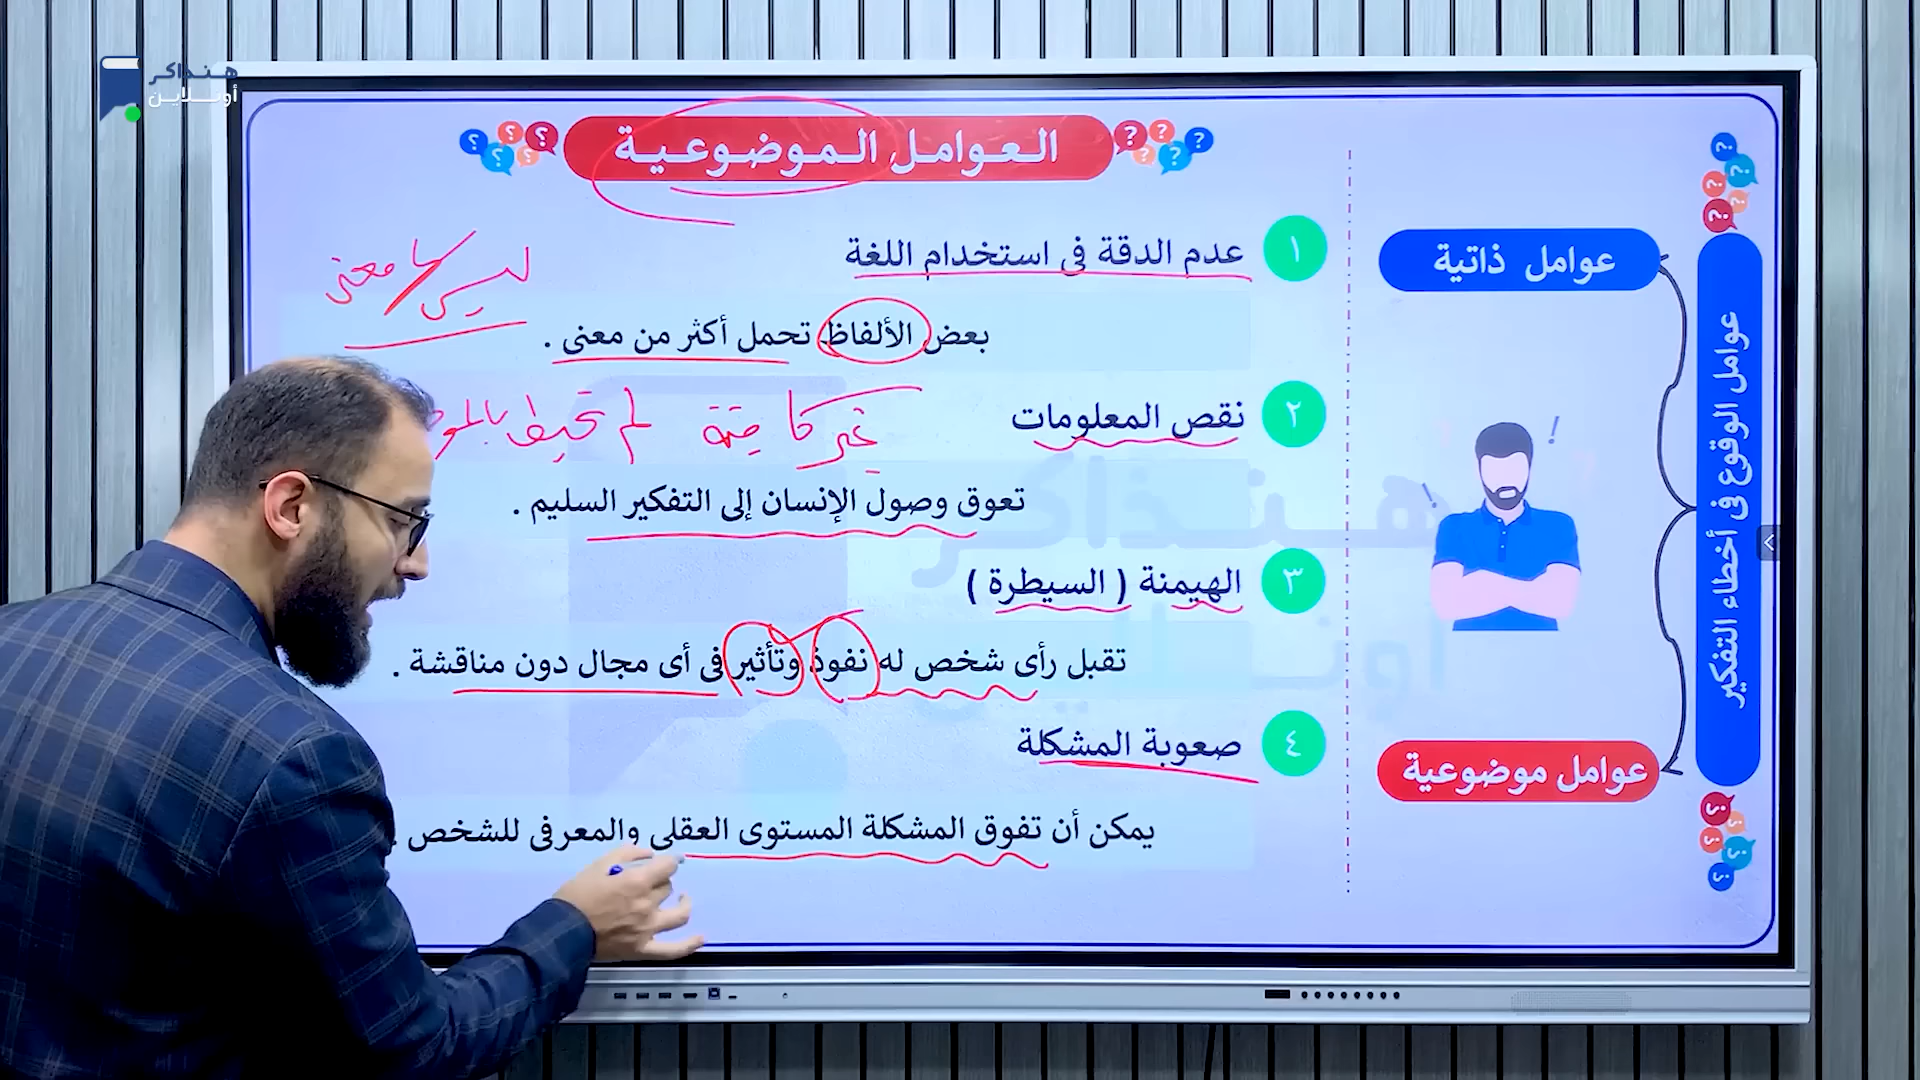 هنذاكر
أونلاين
العوامل الموضوعية
١ عدم الدقة فى استخدام اللغة
ليس لها معنى
بعض الألفاظ تحمل أكثر من معنى .
٢ نقص المعلومات
غير كافية لم تحيط
تعوق وصول الإنسان إلى التفكير السليم .
٣ الهيمنة ( السيطرة )
تقبل رأى شخص له نفوذ وتأثير فى أى مجال دون مناقشة .
٤ صعوبة المشكلة
يمكن أن تفوق المشكلة المستوى العقلى والمعرفى للشخص .
عوامل الوقوع فى أخطاء التفكير
عوامل ذاتية
عوامل موضوعية
هنذاكر
أونلاين